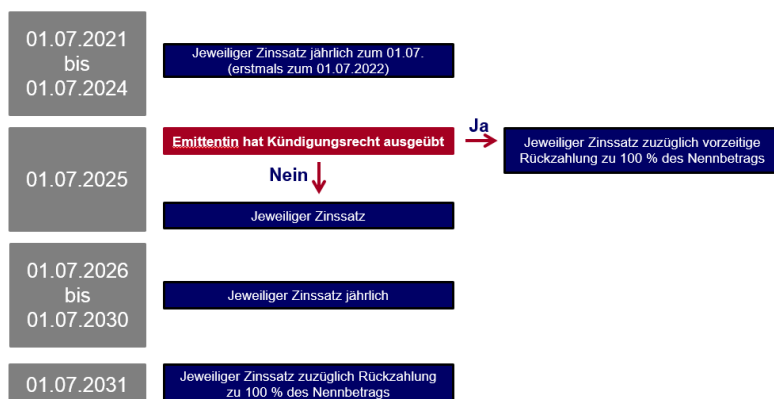 01.07.2021
bis
01.07.2024
Jeweiliger Zinssatz jährlich zum 01.07.
(erstmals zum 01.07.2022)
01.07.2025
Emittentin hat Kündigungsrecht ausgeübt
Ja
Jeweiliger Zinssatz zuzüglich vorzeitige
Rückzahlung zu 100 % des Nennbetrags
Nein
Jeweiliger Zinssatz
01.07.2026
bis
01.07.2030
Jeweiliger Zinssatz jährlich
01.07.2031
Jeweiliger Zinssatz zuzüglich Rückzahlung
zu 100 % des Nennbetrags